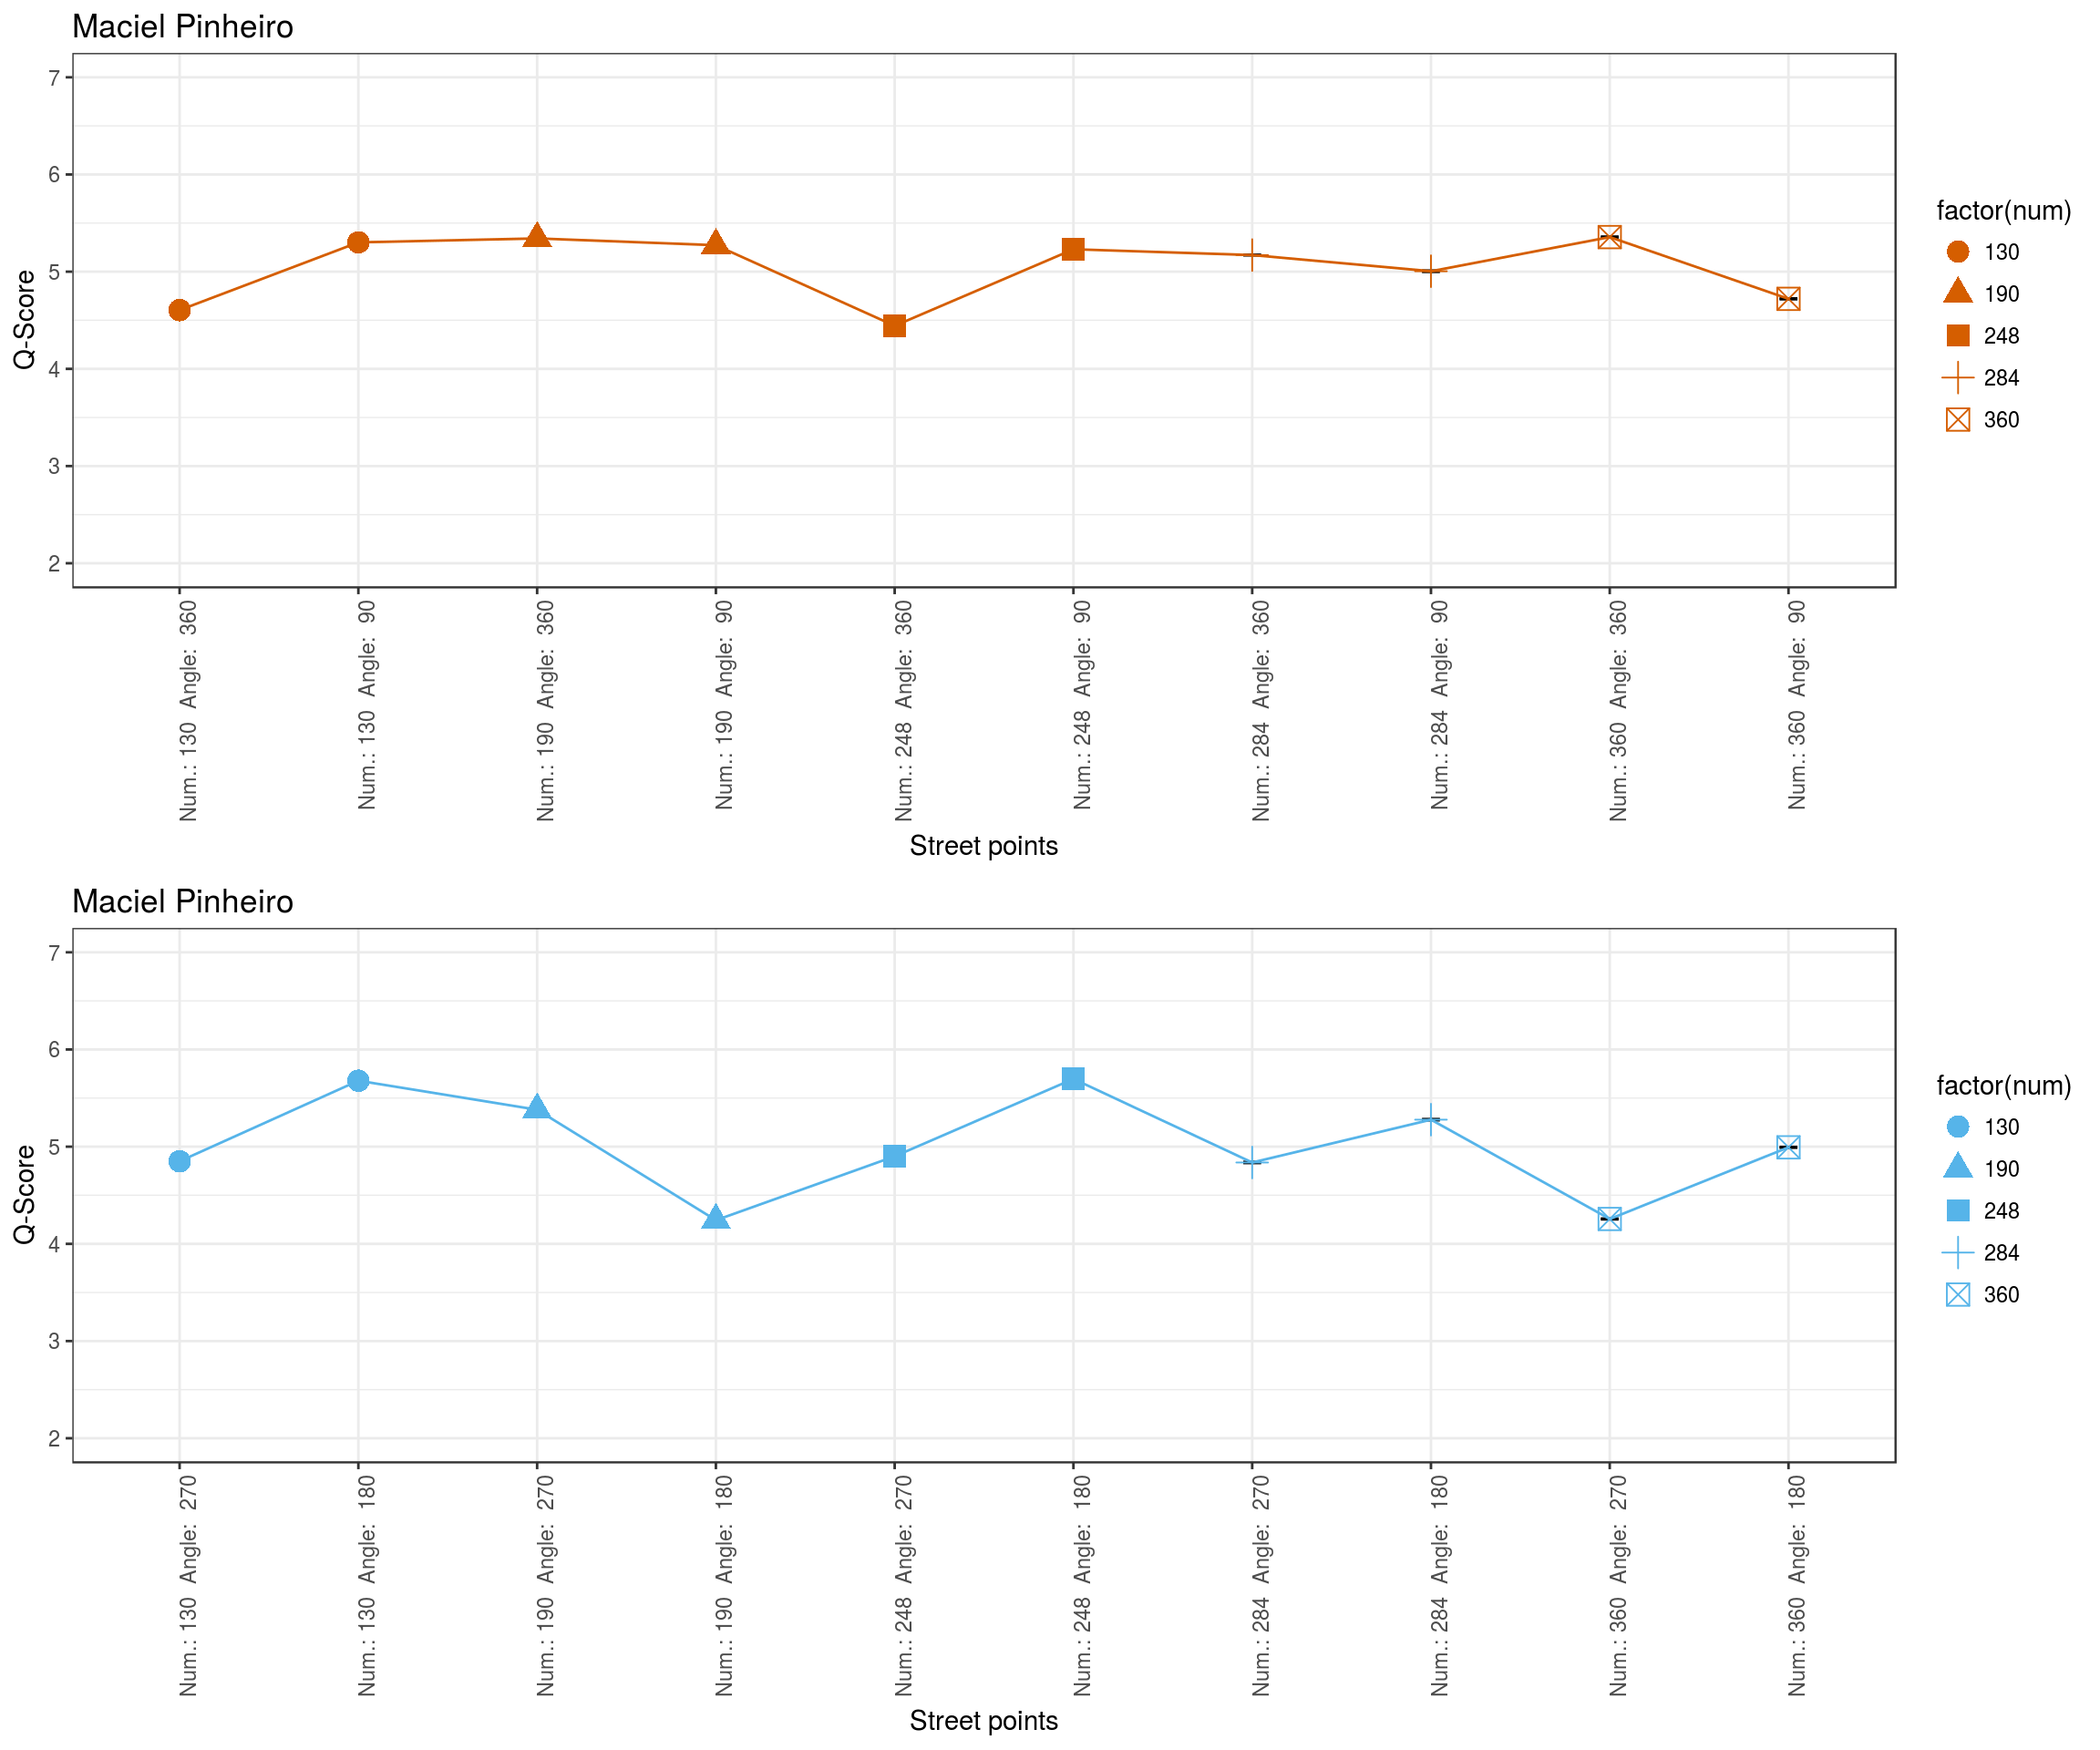 Maciel Pinheiro
Q-Score
7
6
5
4
3
2
Num.: 130  Angle:  360
Num.: 130  Angle:  90
Num.: 190  Angle:  360
Num.: 190  Angle:  90
Num.: 248  Angle:  360
Num.: 248  Angle:  90
Num.: 284  Angle:  360
Num.: 284  Angle:  90
Num.: 360  Angle:  360
Num.: 360  Angle:  90
Street points
factor(num)
130
190
248
284
360
Maciel Pinheiro
Q-Score
7
6
5
4
3
2
Num.: 130  Angle:  270
Num.: 130  Angle:  180
Num.: 190  Angle:  270
Num.: 190  Angle:  180
Num.: 248  Angle:  270
Num.: 248  Angle:  180
Num.: 284  Angle:  270
Num.: 284  Angle:  180
Num.: 360  Angle:  270
Num.: 360  Angle:  180
Street points
factor(num)
130
190
248
284
360